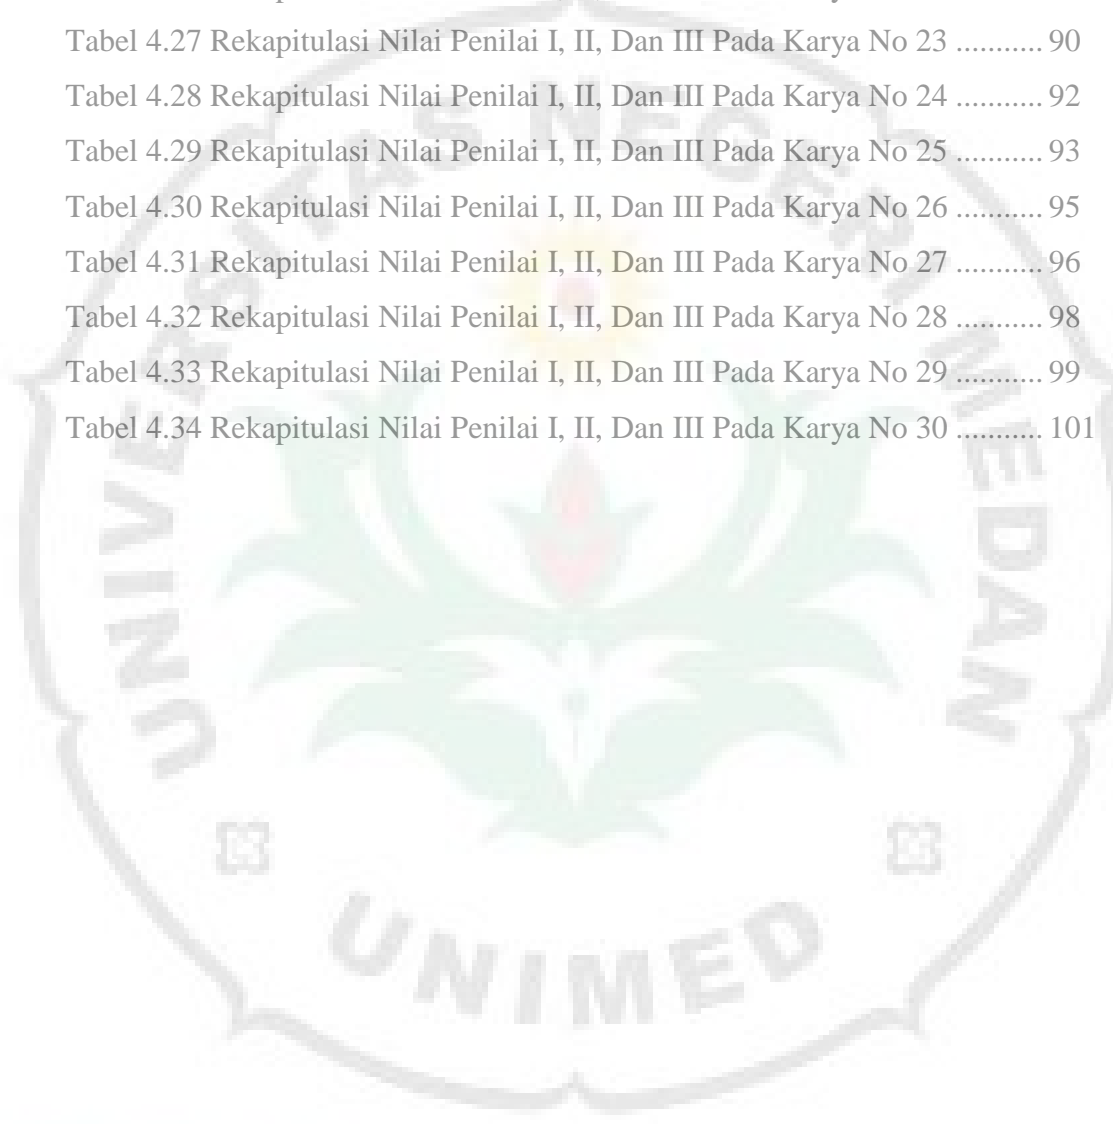 Tabel 4.27 Rekapitulasi Nilai Penilai I, II, Dan III Pada Karya No 23 ........... 90
Tabel 4.28 Rekapitulasi Nilai Penilai I, II, Dan III Pada Karya No 24 ........... 92
Tabel 4.29 Rekapitulasi Nilai Penilai I, II, Dan III Pada Karya No 25 ........... 93
Tabel 4.30 Rekapitulasi Nilai Penilai I, II, Dan III Pada Karya No 26 ........... 95
Tabel 4.31 Rekapitulasi Nilai Penilai I, II, Dan III Pada Karya No 27 ........... 96
Tabel 4.32 Rekapitulasi Nilai Penilai I, II, Dan III Pada Karya No 28 ........... 98
Tabel 4.33 Rekapitulasi Nilai Penilai I, II, Dan III Pada Karya No 29 ........... 99
Tabel 4.34 Rekapitulasi Nilai Penilai I, II, Dan III Pada Karya No 30 ........... 101
UNIVERSITAS NEGERI MEDAN
UNIMED